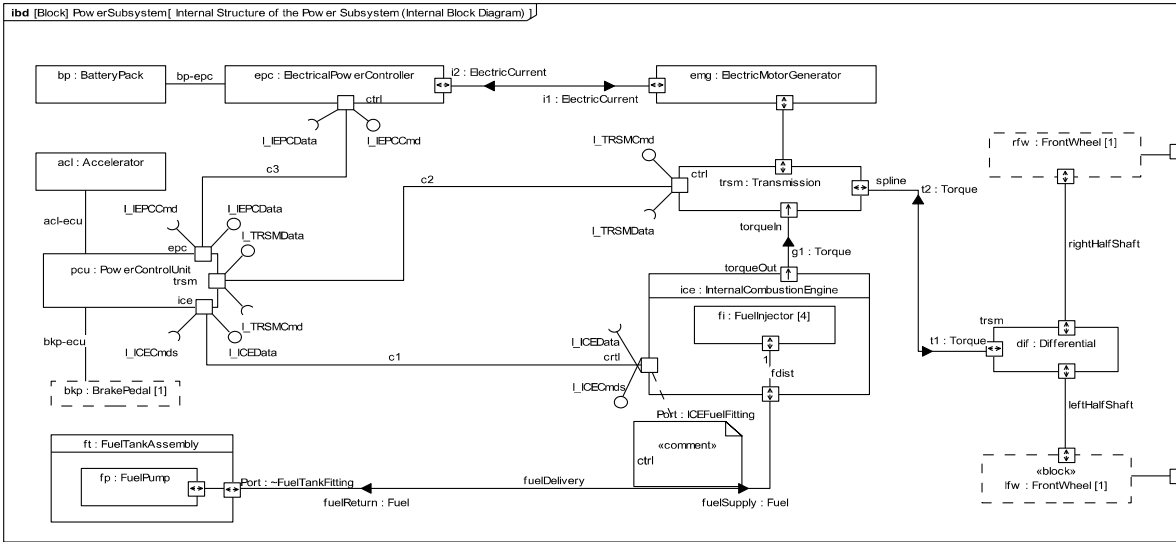 ibd [Block] PowerSubsystem[ Internal Structure of the Power Subsystem (Internal Block Diagram) ]
bp : BatteryPack
bp-epc
epc : ElectricalPowerController
ctrl
i2 : ElectricCurrent
i1 : ElectricCurrent
emg : ElectricMotorGenerator
I_IEPCData
I_IEPCCmd
acl : Accelerator
acl-ecu
c3
c2
I_TRSMCmd
ctrl
trsm : Transmission
I_TRSMData
spline
t2 : Torque
rfw : FrontWheel [1]
rightHalfShaft
I_IEPCCmd
I_IEPCData
I_TRSMData
epc
pcu : PowerControlUnit
trsm
ice
I_TRSMCmd
I_ICECmds
I_ICEData
torqueIn
g1 : Torque
torqueOut
ice : InternalCombustionEngine
fi : FuelInjector [4]
1
fdist
I_ICEData
crtl
I_ICECmds
c1
trsm
t1 : Torque
dif : Differential
leftHalfShaft
bkp-ecu
bkp : BrakePedal [1]
Port : ICEFuelFitting
«comment»
ctrl
ft : FuelTankAssembly
fp : FuelPump
Port : ~FuelTankFitting
fuelDelivery
fuelReturn : Fuel
fuelSupply : Fuel
«block»
lfw : FrontWheel [1]